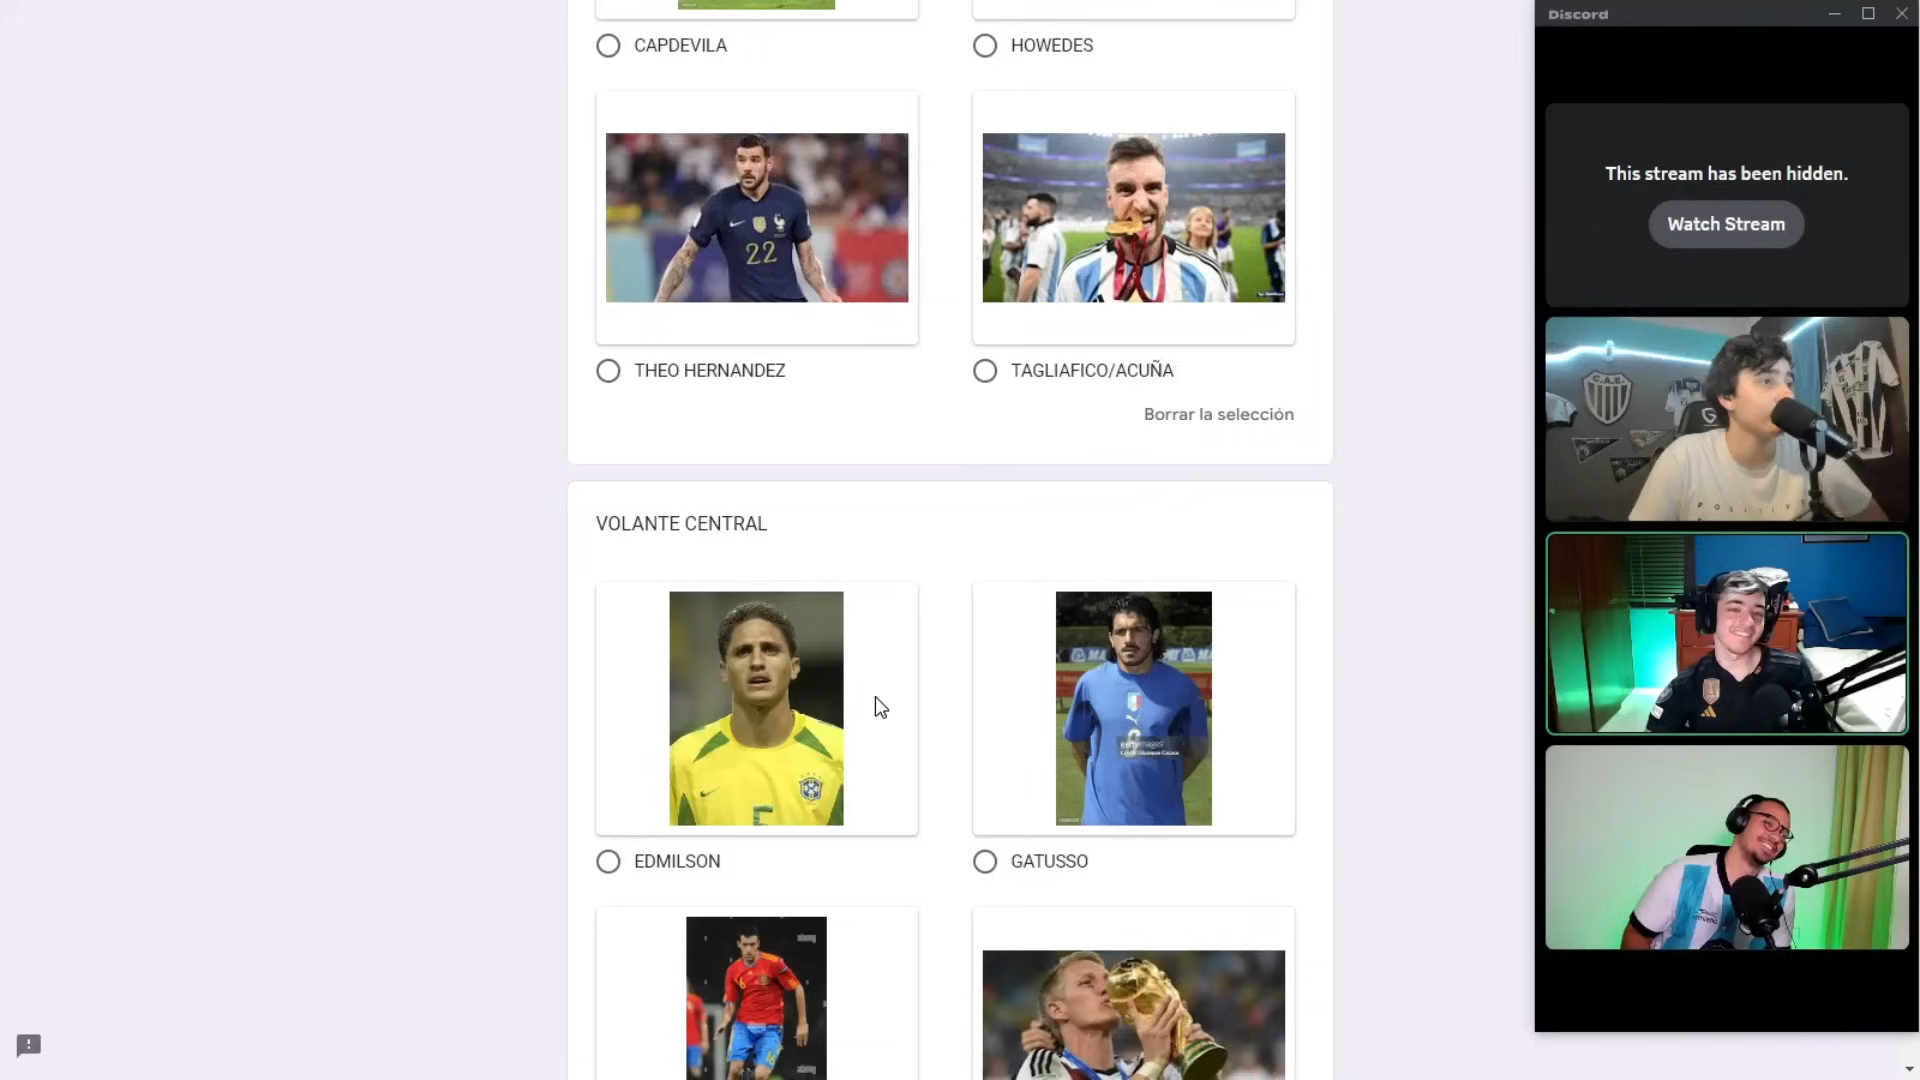 Discord
CAPDEVILA
HOWEDES
22
THEO HERNANDEZ
TAGLIAFICO/ACUÑA
Borrar la selección
This stream has been hidden.
Watch Stream
C.A.E.
VOLANTE CENTRAL
EDMILSON
GATUSSO